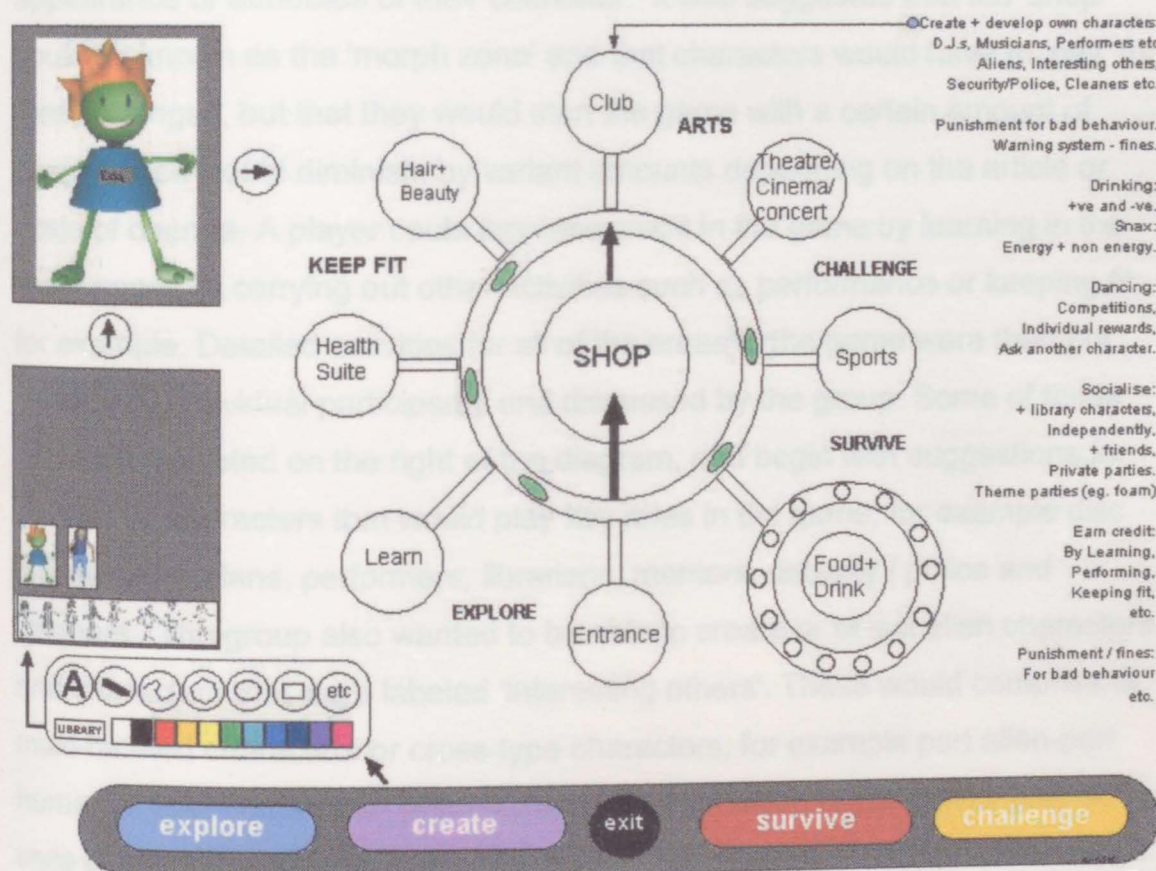 Create + develop own characters
D.J.s, Musicians, Performers etc
Aliens, Interesting others
Security/Police, Cleaners etc
Punishment for bad behaviour.
Warning system - fines.
Drinking:
+ve and -ve.
Snax:
Energy + non energy.
Dancing:
Competitions,
Individual rewards,
Ask another character.
Socialise:
+ library characters,
Independently,
+ friends,
Private parties.
Theme parties (eg. foam)
Earn credit:
By Learning,
Performing,
Keeping fit,
etc.
Punishment / fines:
For bad behaviour
etc.
Club
ARTS
Hair+
Beauty
Theatre/
Cinema/
concert
KEEP FIT
CHALLENGE
Health
Suite
SHOP
Sports
SURVIVE
Learn
Food+
Drink
EXPLORE
Entrance
A
etc
LIBRARY
explore
create
exit
survive
challenge